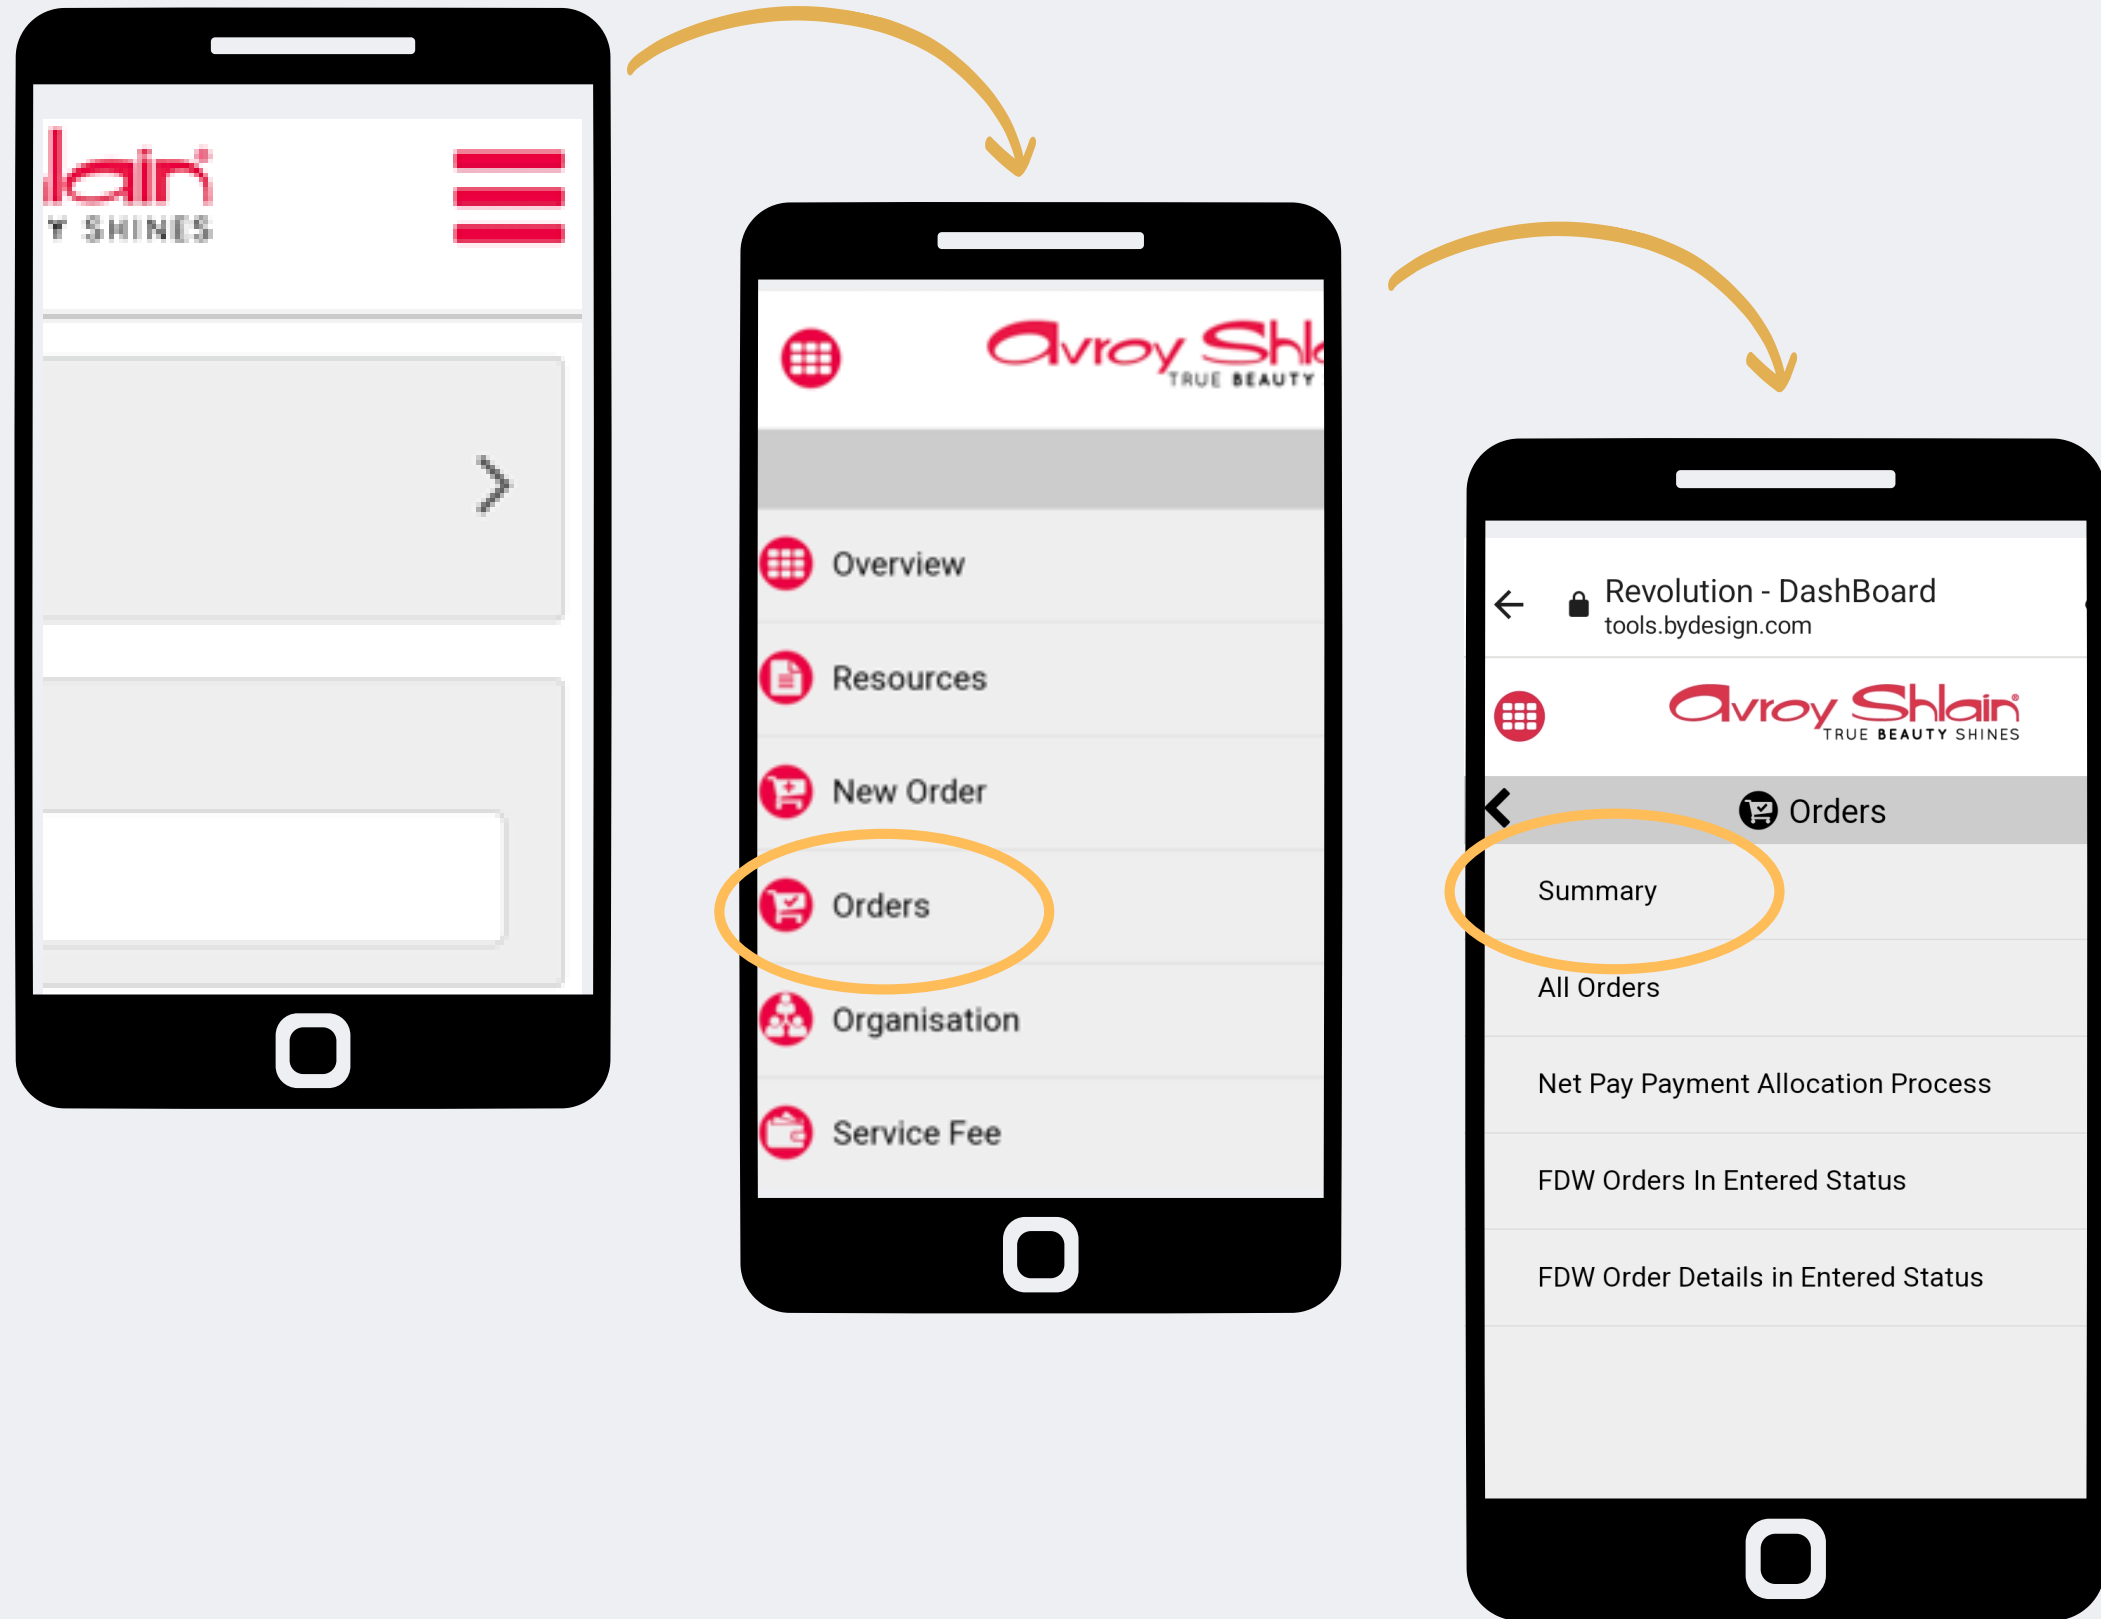 lain
Y SHINES
avroy Shl
TRUE BEAUTY
Overview
Resources
New Order
Orders
Organisation
Service Fee
Revolution - DashBoard
tools.bydesign.com
avroy Shlain®
TRUE BEAUTY SHINES
Orders
Summary
All Orders
Net Pay Payment Allocation Process
FDW Orders In Entered Status
FDW Order Details in Entered Status